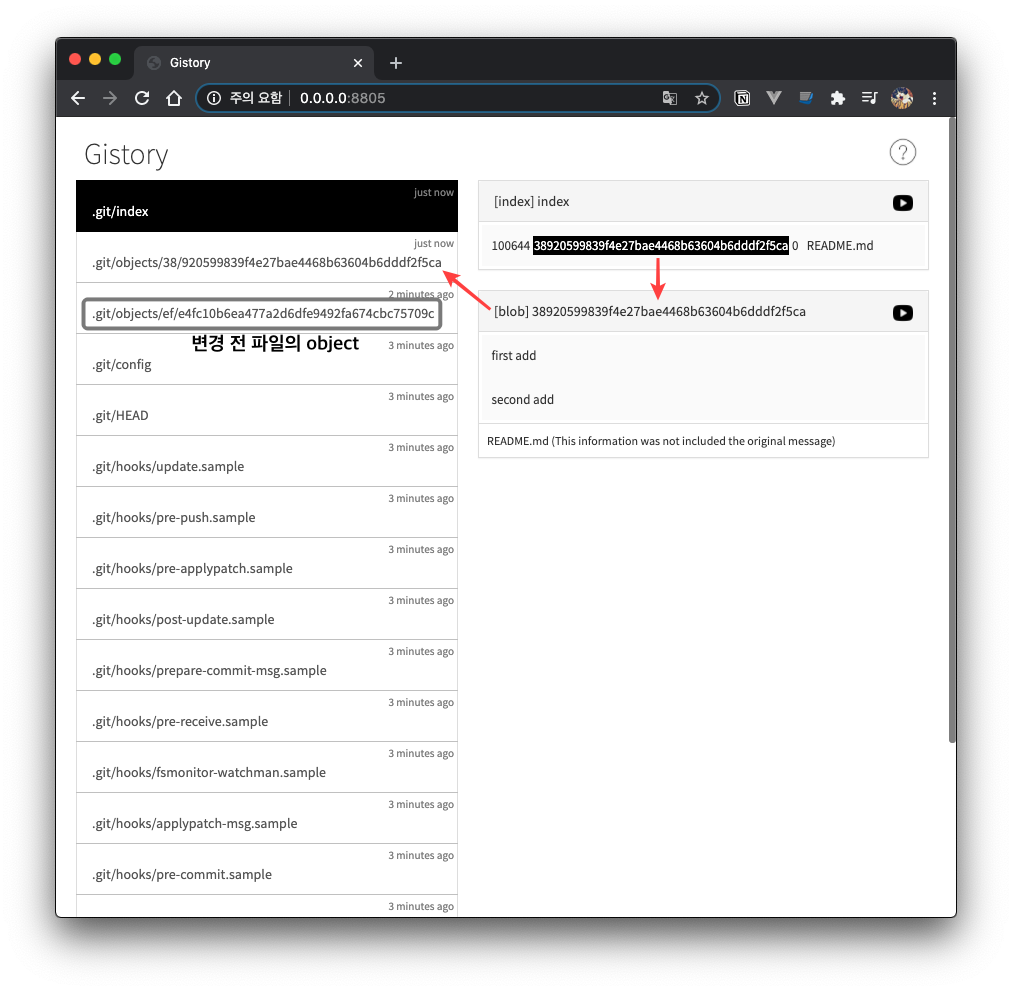 Gistory
주의 요함
0.0.0.0:8805
Gistory
?
just now
.git/index
just now
.git/objects/38/920599839f4e27bae4468b63604b6dddf2f5ca
2 minutes ago
.git/objects/ef/e4fc10b6ea477a2d6dfe9492fa674cbc75709c
변경 전 파일의 object
3 minutes ago
.git/config
3 minutes ago
.git/HEAD
3 minutes ago
.git/hooks/update.sample
3 minutes ago
.git/hooks/pre-push.sample
3 minutes ago
.git/hooks/pre-applypatch.sample
3 minutes ago
.git/hooks/post-update.sample
3 minutes ago
.git/hooks/prepare-commit-msg.sample
3 minutes ago
.git/hooks/pre-receive.sample
3 minutes ago
.git/hooks/fsmonitor-watchman.sample
3 minutes ago
.git/hooks/applypatch-msg.sample
3 minutes ago
.git/hooks/pre-commit.sample
3 minutes ago
[index] index
100644 38920599839f4e27bae4468b63604b6dddf2f5ca 0 README.md
[blob] 38920599839f4e27bae4468b63604b6dddf2f5ca
first add
second add
README.md (This information was not included the original message)